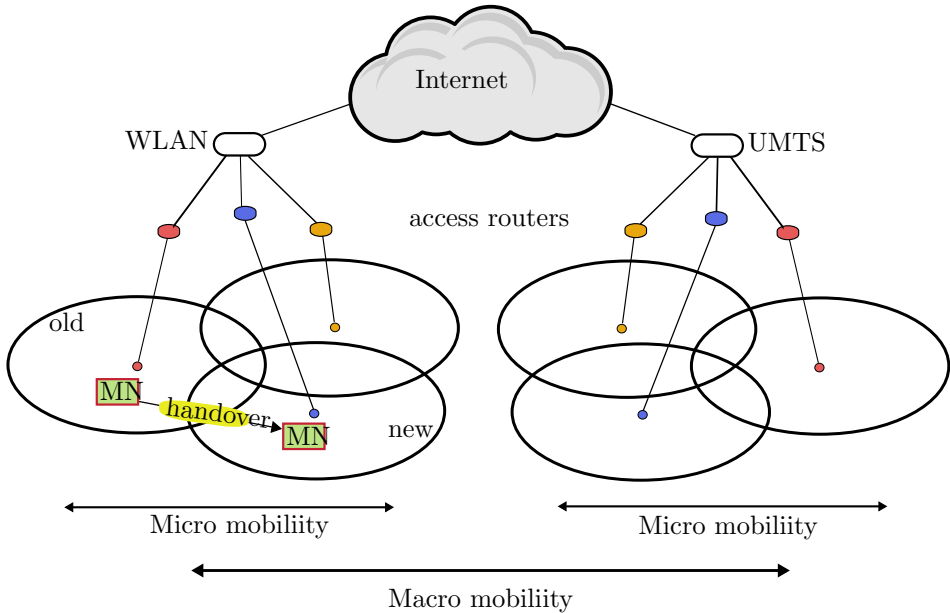 Internet
WLAN
UMTS
access routers
old
MN
handover
MN
new
Micro mobiliity
Micro mobiliity
Macro mobiliity